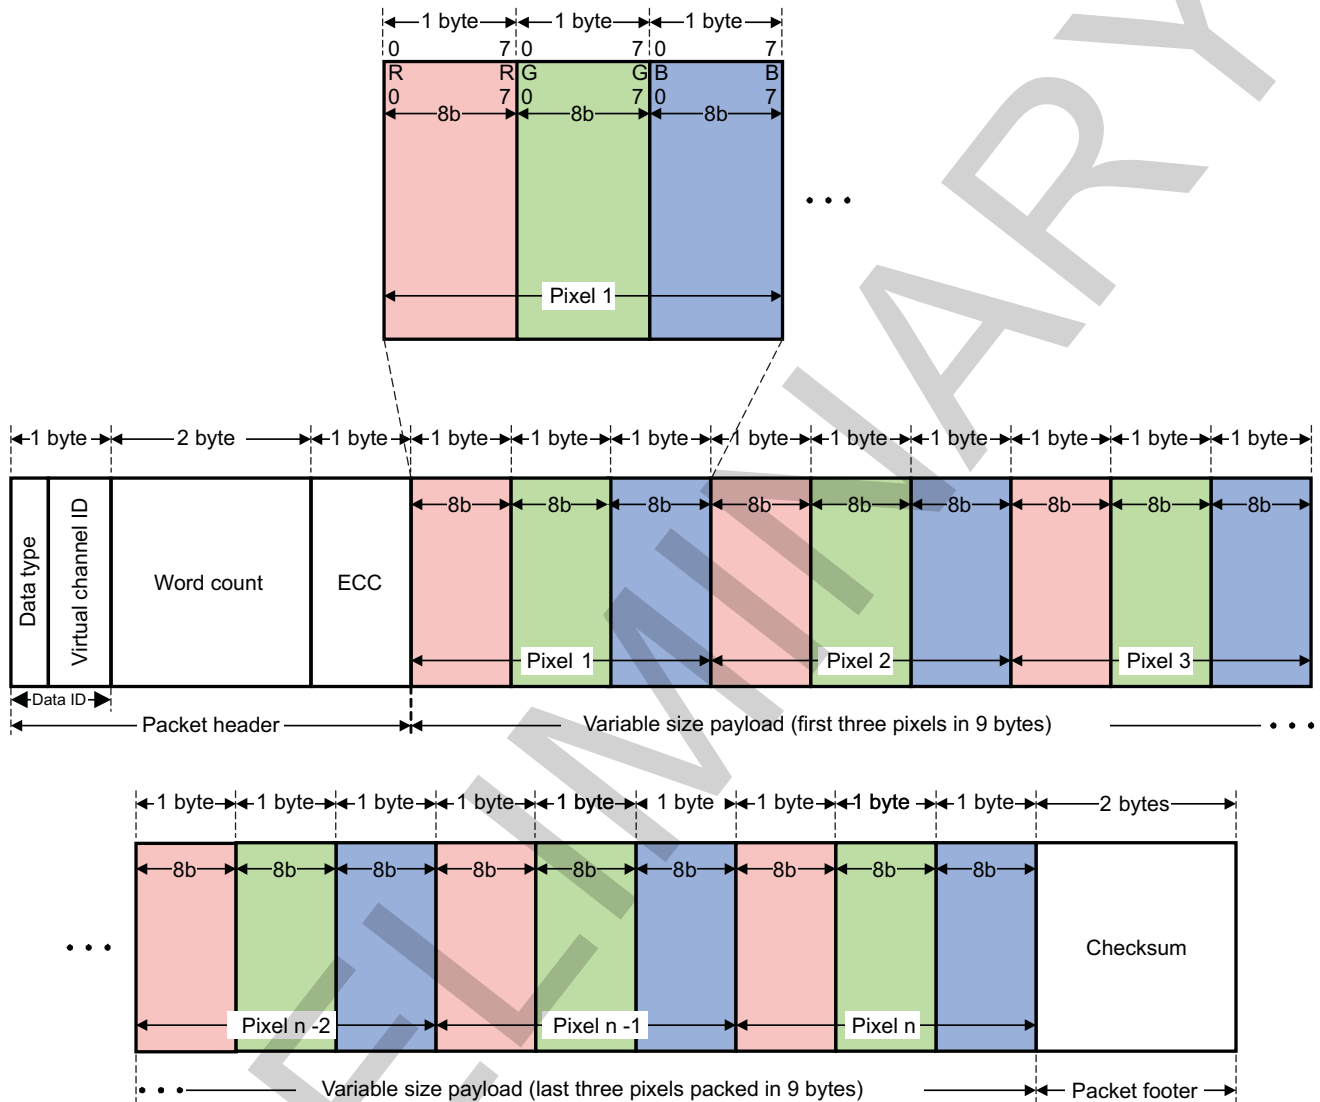 1 byte 1 byte 1 byte
0 7 0 7 0 7
R R G G B B
0 7 0 7 0 7
8b 8b 8b
Pixel 1
1 byte 2 byte 1 byte 1 byte 1 byte 1 byte 1 byte 1 byte 1 byte 1 byte 1 byte 1 byte
8b 8b 8b 8b 8b 8b 8b 8b 8b
Data type
Virtual channel ID
Word count
ECC
Pixel 1 Pixel 2 Pixel 3
Data ID
Packet header Variable size payload (first three pixels in 9 bytes)
1 byte 1 byte 1 byte 1 byte 1 byte 1 byte 1 byte 1 byte 1 byte 2 bytes
8b 8b 8b 8b 8b 8b 8b 8b 8b
Checksum
Pixel n -2 Pixel n -1 Pixel n
Variable size payload (last three pixels packed in 9 bytes) Packet footer
ELIMINARY